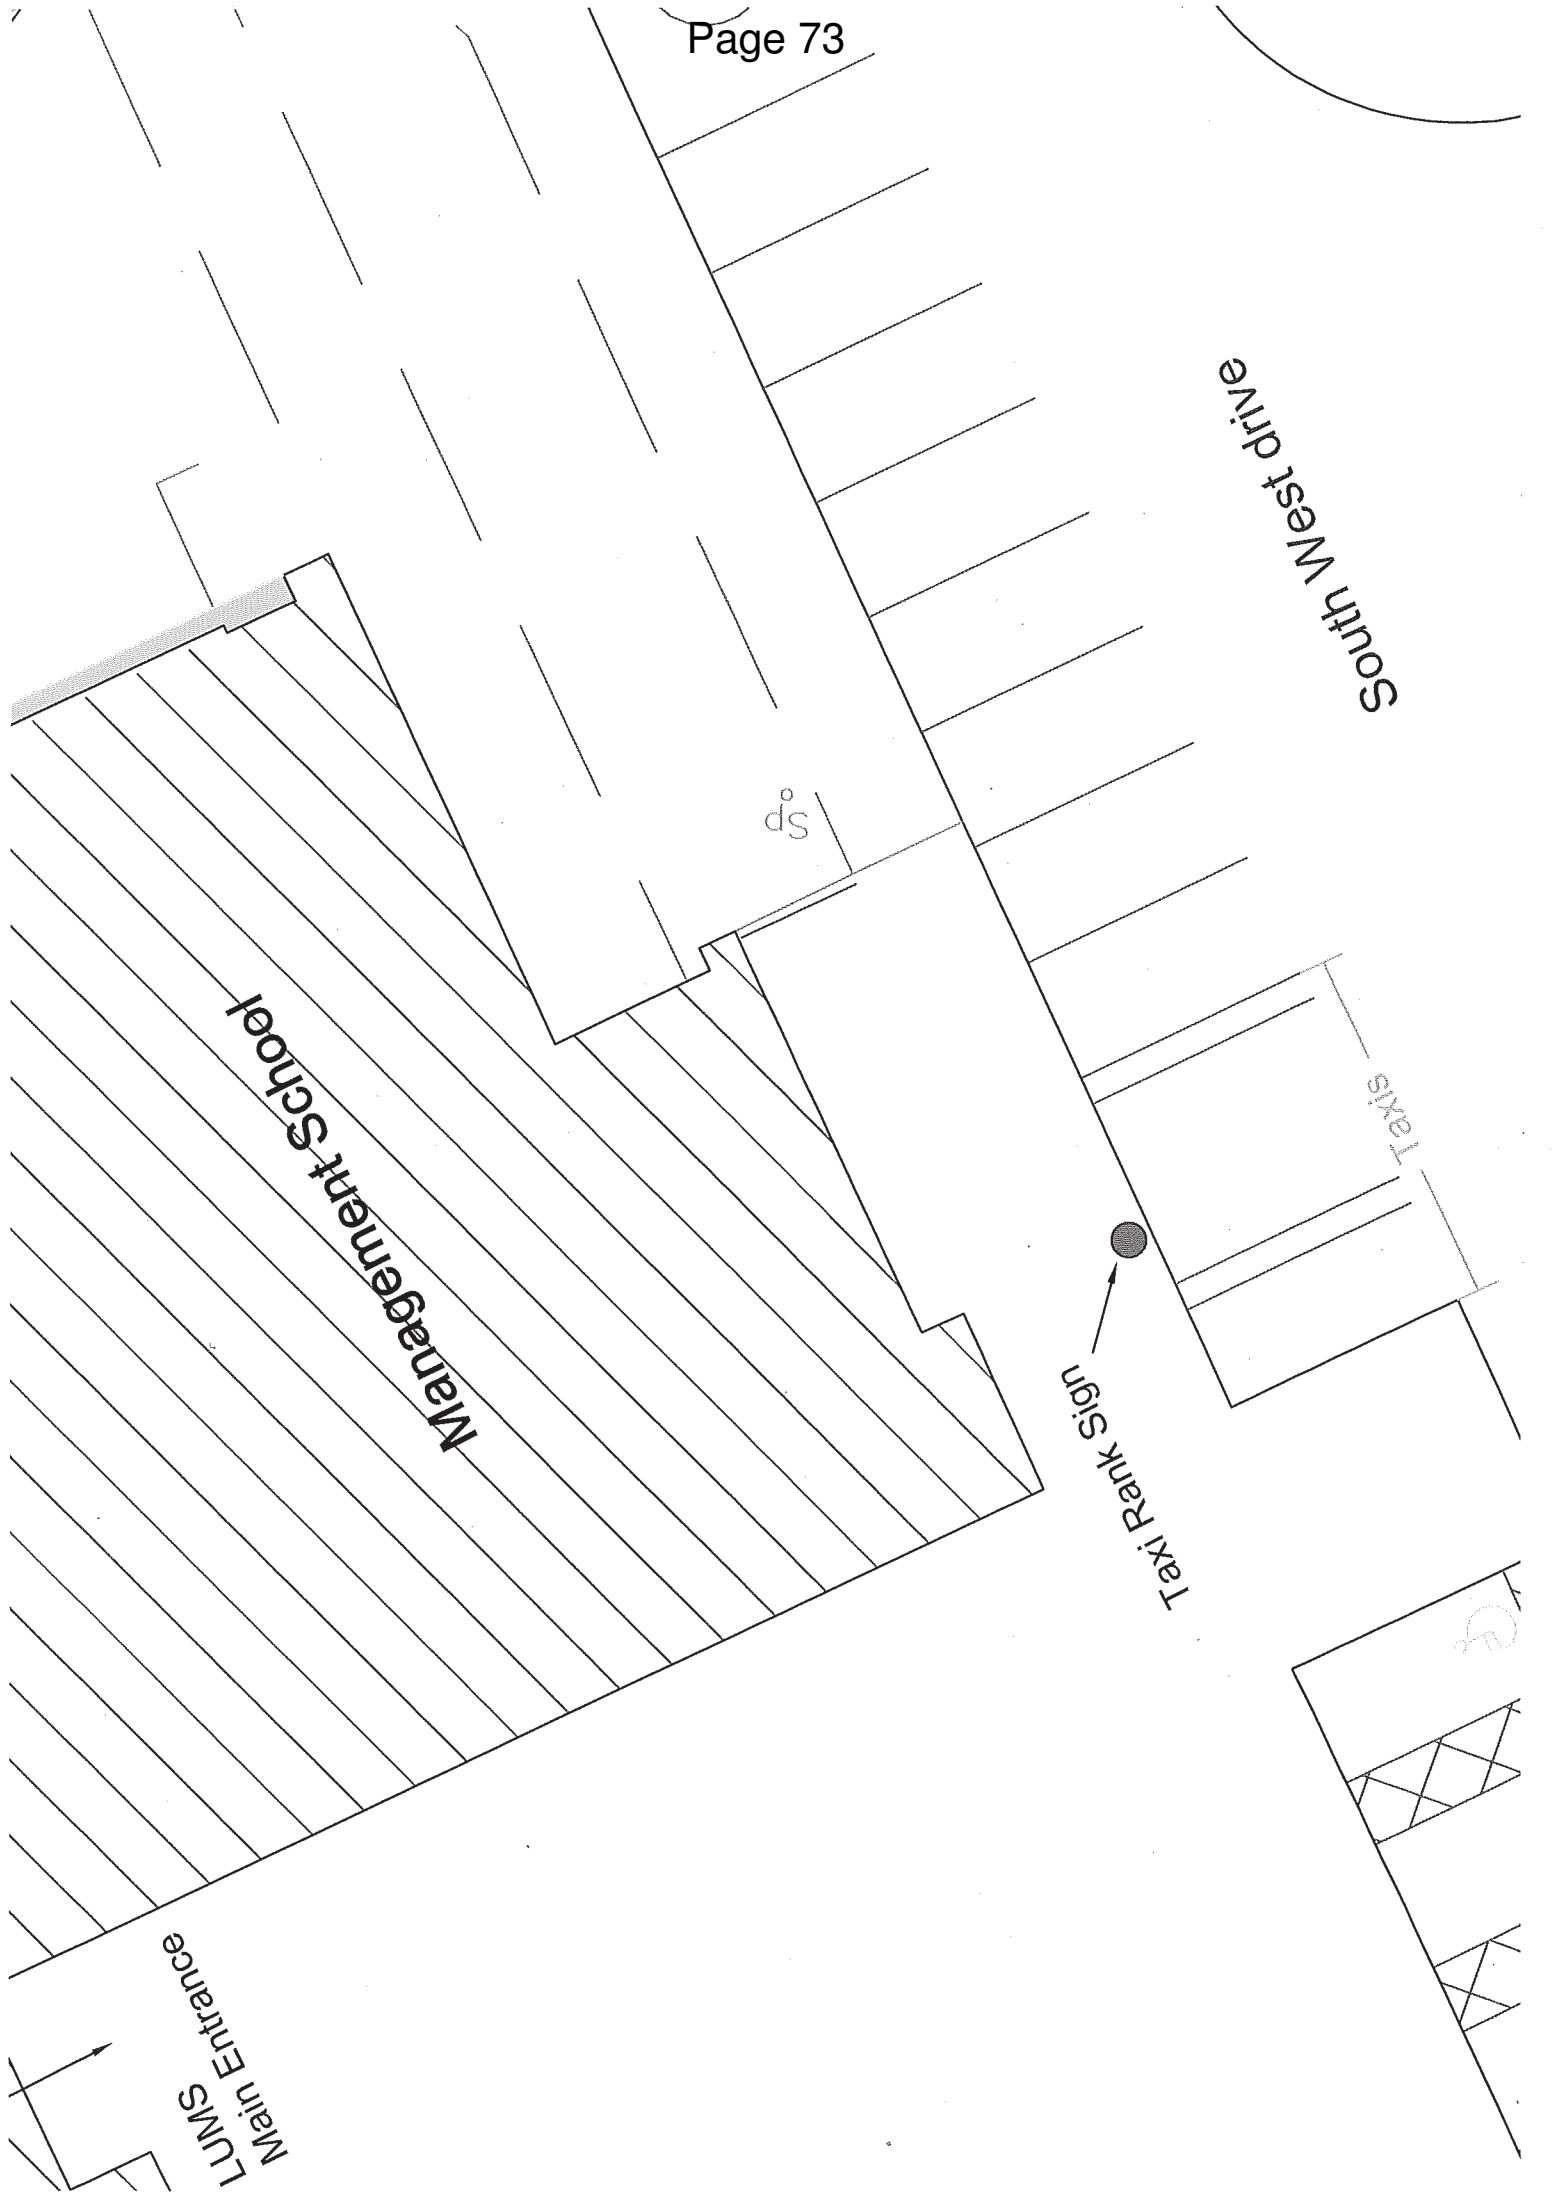 Page 73
South West drive
Sp
Management School
Taxis
Taxi Rank Sign
LUMS
Main Entrance